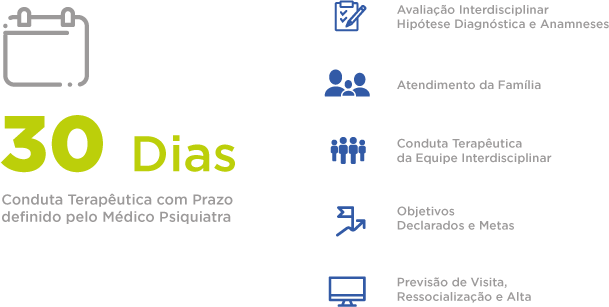 30 Dias
Conduta Terapêutica com Prazo
definido pelo Médico Psiquiatra
Avaliação Interdisciplinar
Hipótese Diagnóstica e Anamneses
Atendimento da Família
Conduta Terapêutica
da Equipe Interdisciplinar
Objetivos
Declarados e Metas
Previsão de Visita,
Ressocialização e Alta